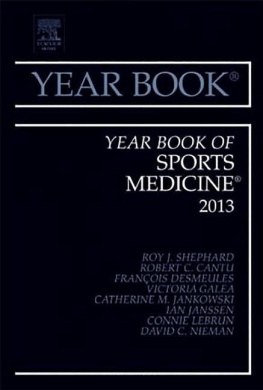 ELSEVIER
YEAR BOOK®
YEAR BOOK OF
SPORTS
MEDICINE®
2013
ROY J. SHEPHARD
ROBERT C. CANTU
FRANÇOIS DESMEULES
VICTORIA GALEA
CATHERINE M. JANKOWSKI
IAN JANSSEN
CONNIE LEBRUN
DAVID C. NIEMAN